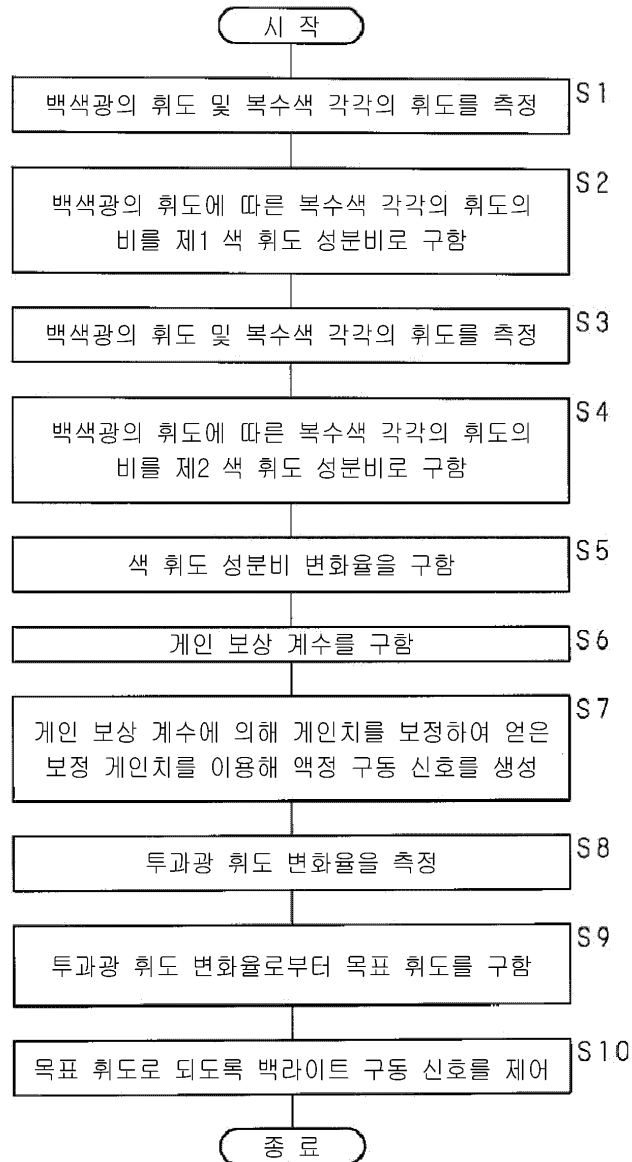 시 작
백색광의 휘도 및 복수색 각각의 휘도를 측정
S1
백색광의 휘도에 따른 복수색 각각의 휘도의
비를 제1 색 휘도 성분비로 구함
S2
백색광의 휘도 및 복수색 각각의 휘도를 측정
S3
백색광의 휘도에 따른 복수색 각각의 휘도의
비를 제2 색 휘도 성분비로 구함
S4
색 휘도 성분비 변화율을 구함
S5
게인 보상 계수를 구함
S6
게인 보상 계수에 의해 게인치를 보정하여 얻은
보정 게인치를 이용해 액정 구동 신호를 생성
S7
투과광 휘도 변화율을 측정
S8
투과광 휘도 변화율로부터 목표 휘도를 구함
S9
목표 휘도로 되도록 백라이트 구동 신호를 제어
S10
종 료